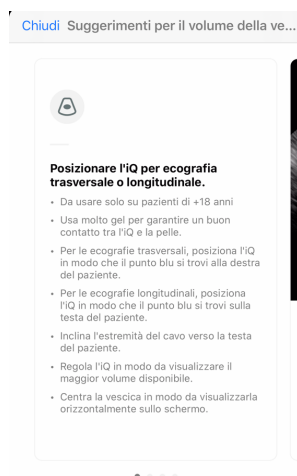 Chiudi Suggerimenti per il volume della ve...
Posizionare l'iQ per ecografia
trasversale o longitudinale.
• Da usare solo su pazienti di +18 anni
• Usa molto gel per garantire un buon
contatto tra l'iQ e la pelle.
• Per le ecografie trasversali, posiziona l'iQ
in modo che il punto blu si trovi alla destra
del paziente.
• Per le ecografie longitudinali, posiziona
l'iQ in modo che il punto blu si trovi sulla
testa del paziente.
• Inclina l'estremità del cavo verso la testa
del paziente.
• Regola l'iQ in modo da visualizzare il
maggior volume disponibile.
• Centra la vescica in modo da visualizzarla
orizzontalmente sullo schermo.